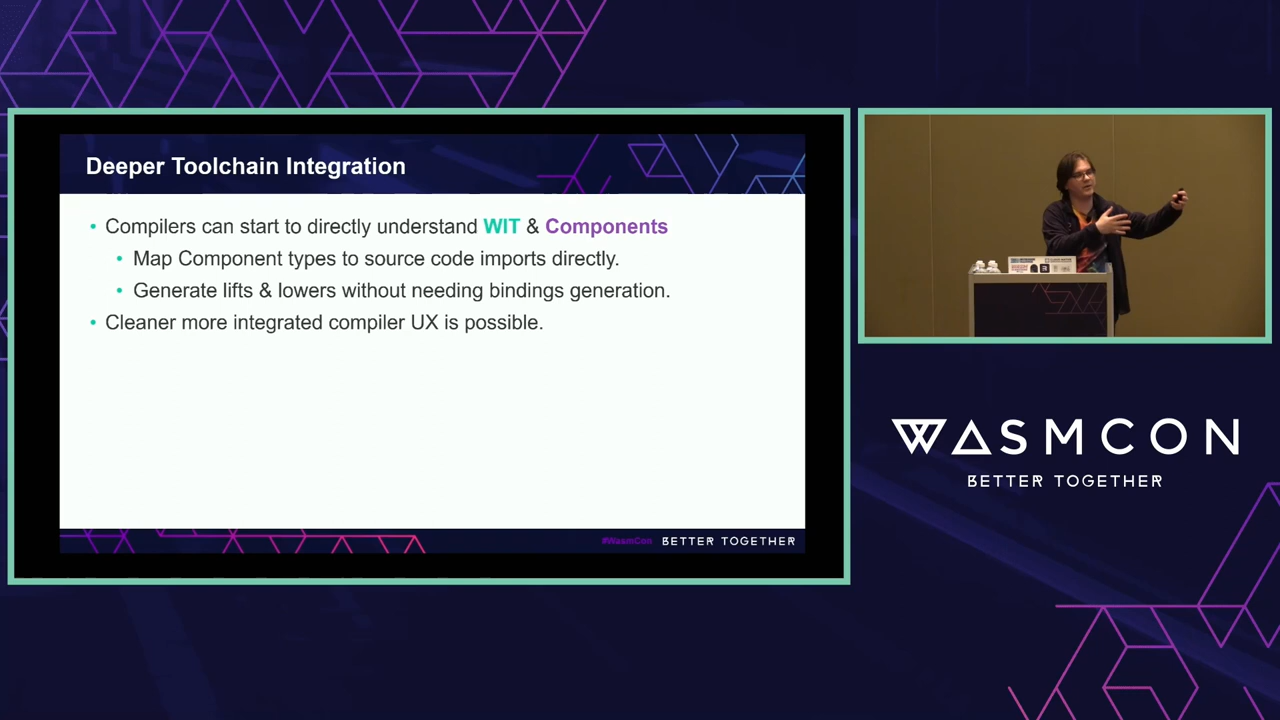 Deeper Toolchain Integration
• Compilers can start to directly understand WIT & Components
• Map Component types to source code imports directly.
• Generate lifts & lowers without needing bindings generation.
• Cleaner more integrated compiler UX is possible.
#WasmCon BETTER TOGETHER
WASMCON
BETTER TOGETHER